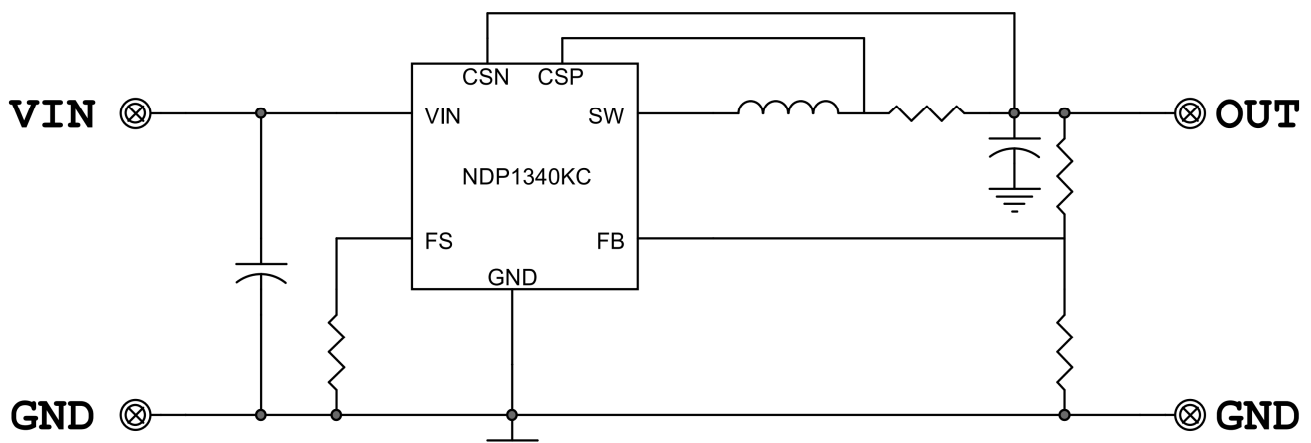 CSN CSP
VIN VIN SW OUT
NDP1340KC
FS FB
GND
GND GND